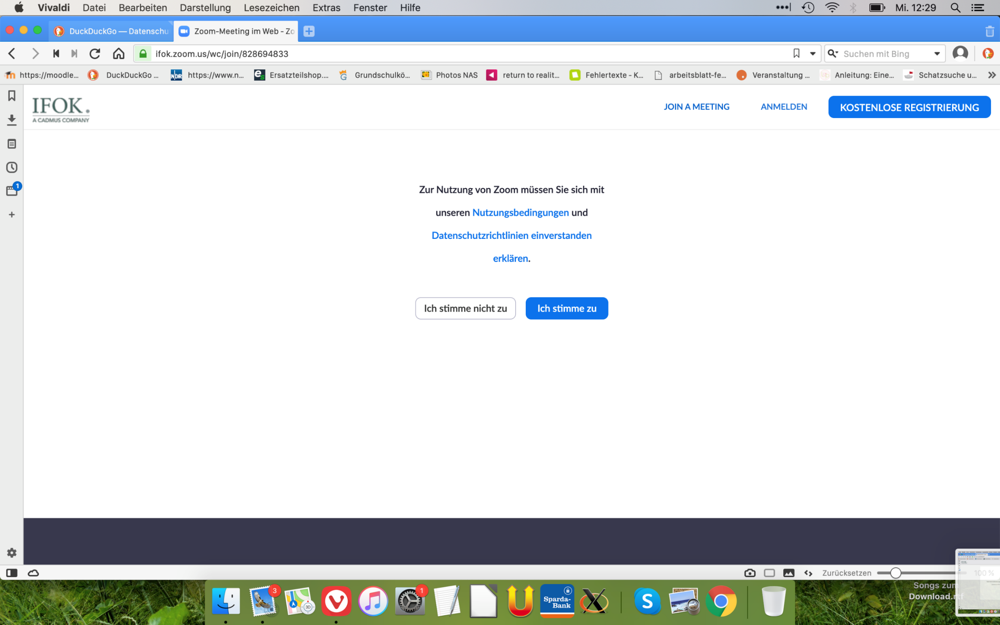 Vivaldi Datei Bearbeiten Darstellung Lesezeichen Extras Fenster Hilfe Mi. 12:29
DuckDuckGo — Datenschu Zoom-Meeting im Web - Zo
ifok.zoom.us/wc/join/828694833 Suchen mit Bing
https://moodle... DuckDuckGo ... NDR https://www.n... es Ersatzteilshop.... Grundschulkö... Photos NAS return to realit... Fehlertexte - K... arbeitsblatt-fe... Veranstaltung ... Anleitung: Eine... Schatzsuche u...
IFOK.
A CADMUS COMPANY
JOIN A MEETING ANMELDEN KOSTENLOSE REGISTRIERUNG
1
Zur Nutzung von Zoom müssen Sie sich mit
unseren Nutzungsbedingungen und
Datenschutzrichtlinien einverstanden
erklären.
Ich stimme nicht zu Ich stimme zu
Zurücksetzen 100 %
Songs zum
Download.rtf
3 3D 1 Sparda-
Bank S